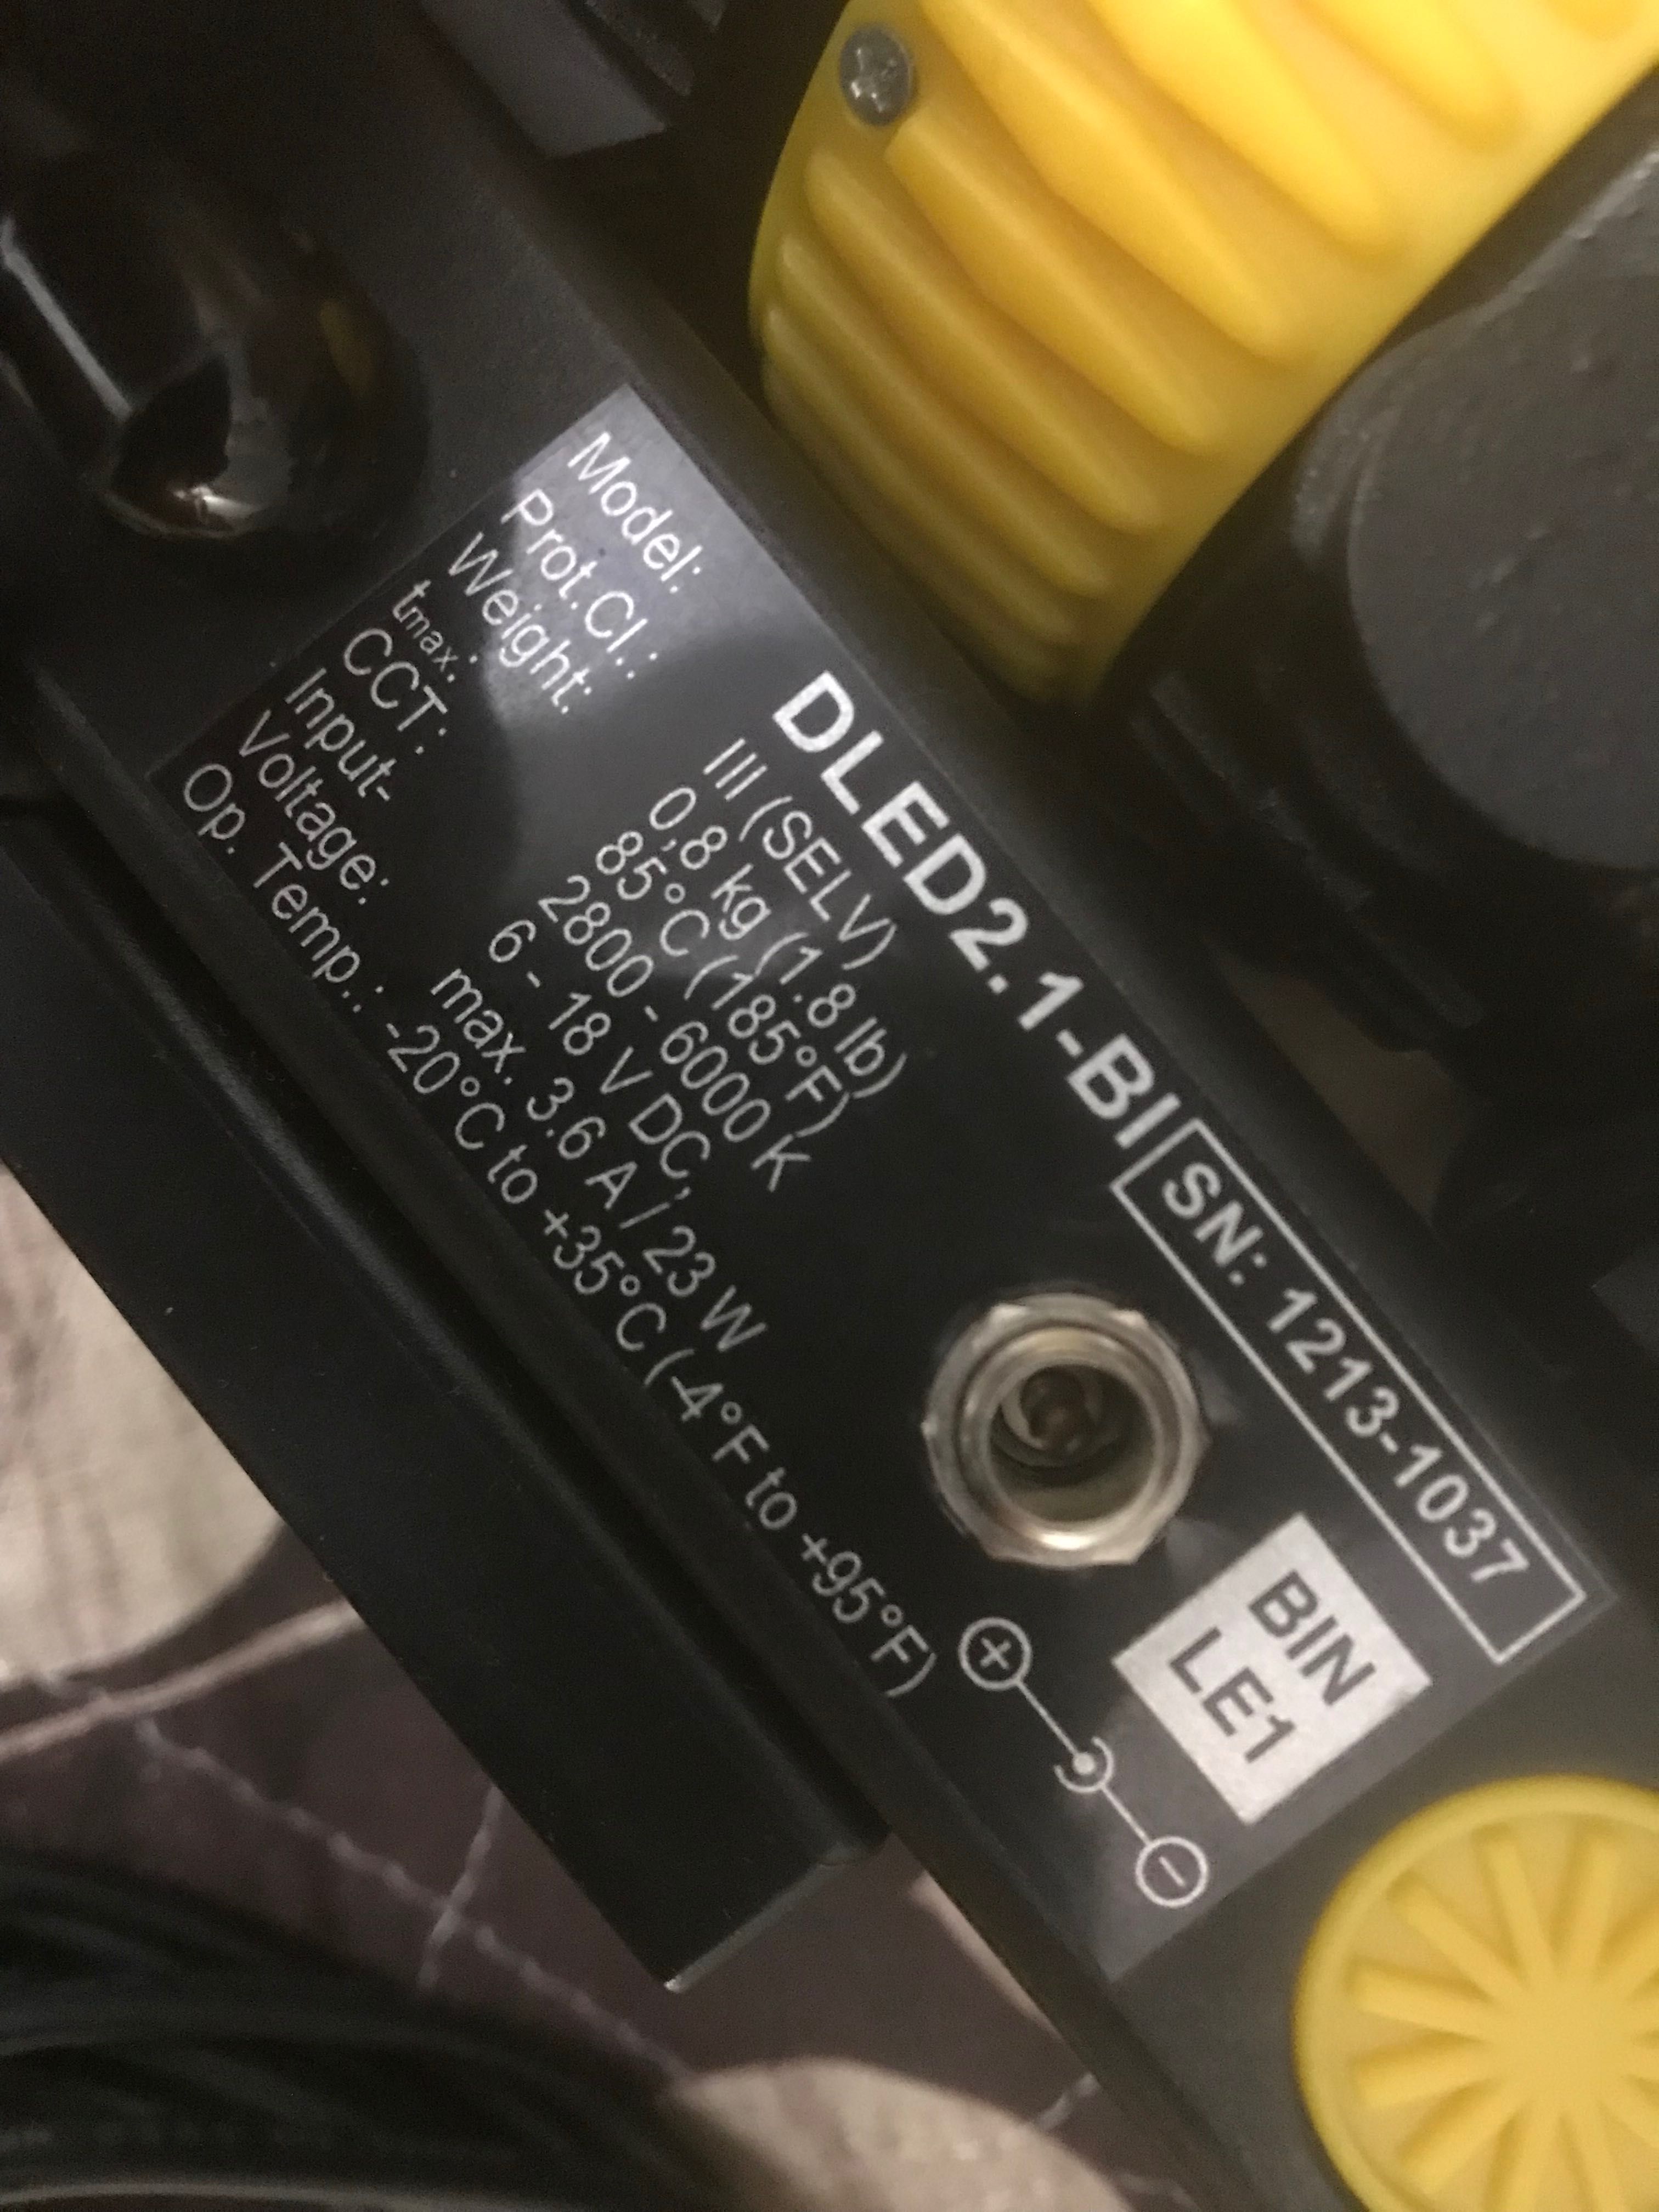 Model: DLED2.1-BI
SN: 1213-1037
Prot. Cl.: III (SELV)
Weight: 0,8 kg (1.8 lb)
tmax.: 85°C (185°F)
CCT: 2800 - 6000 K
Input- 6 - 18 V DC,
Voltage: max. 3.6 A / 23 W
Op. Temp.: -20°C to +35°C (-4°F to +95°F)
BIN
LE1
+ -